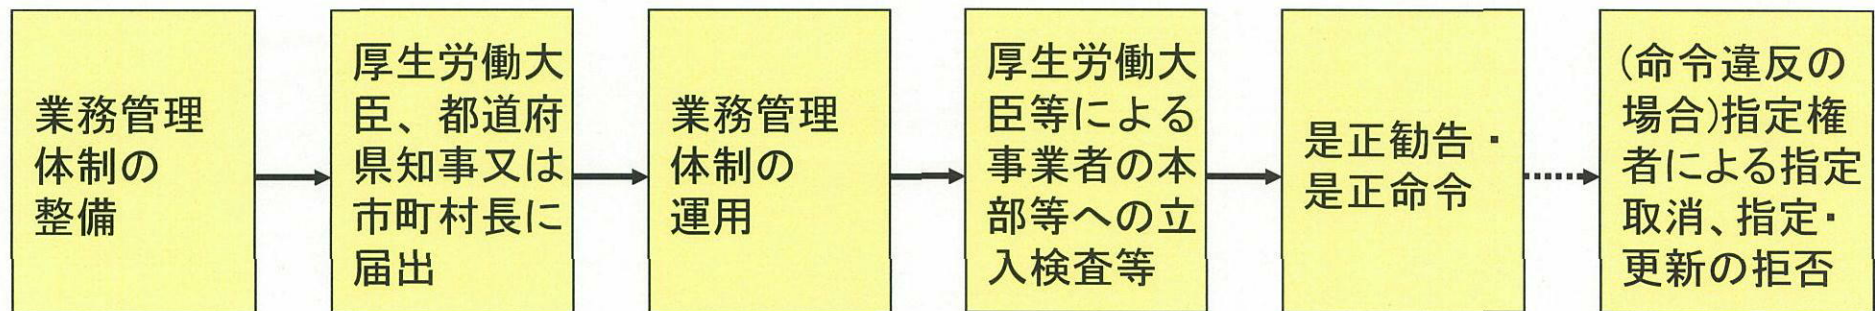 業務管理
体制の
整備
厚生労働大
臣、都道府
県知事又は
市町村長に
届出
業務管理
体制の
運用
厚生労働大
臣等による
事業者の本
部等への立
入検査等
是正勧告・
是正命令
(命令違反の
場合)指定権
者による指定
取消、指定・
更新の拒否